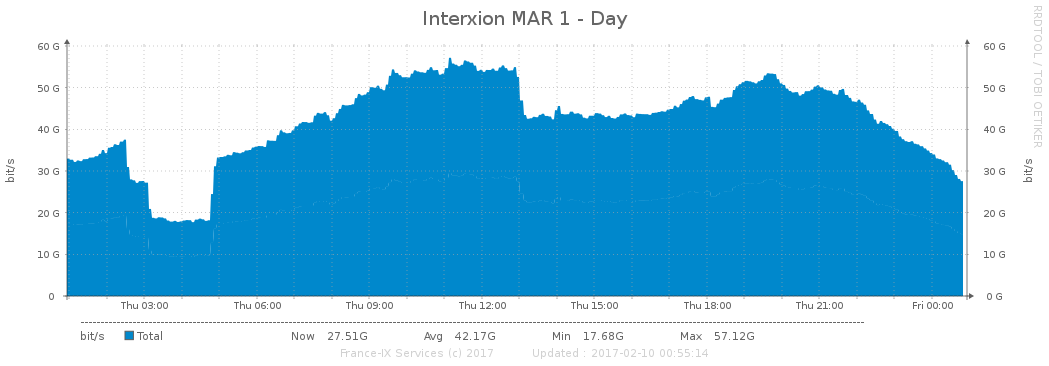 Interxion MAR 1 - Day
RRDTOOL / TOBI OETIKER
60 G 60 G
50 G 50 G
40 G 40 G
30 G 30 G
20 G 20 G
10 G 10 G
0 0 G
bit/s bit/s
Thu 03:00 Thu 06:00 Thu 09:00 Thu 12:00 Thu 15:00 Thu 18:00 Thu 21:00 Fri 00:00
bit/s Total Now 27.51G Avg 42.17G Min 17.68G Max 57.12G
France-IX Services (c) 2017 Updated : 2017-02-10 00:55:14